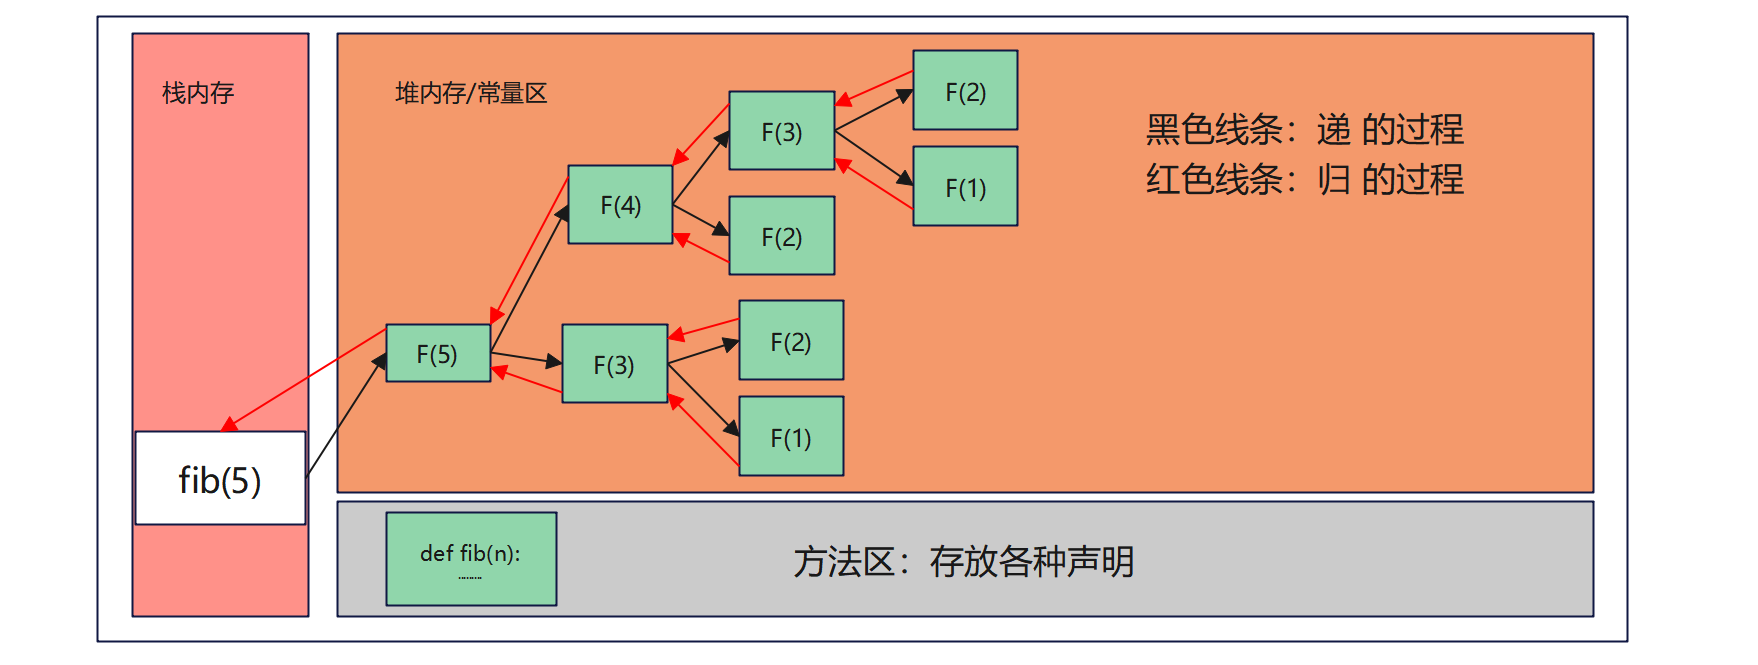 栈内存
堆内存/常量区
F(2)
F(3)
F(1)
F(4)
F(2)
黑色线条：递 的过程
红色线条：归 的过程
F(5)
F(3)
F(2)
F(1)
fib(5)
def fib(n):
.........
方法区：存放各种声明